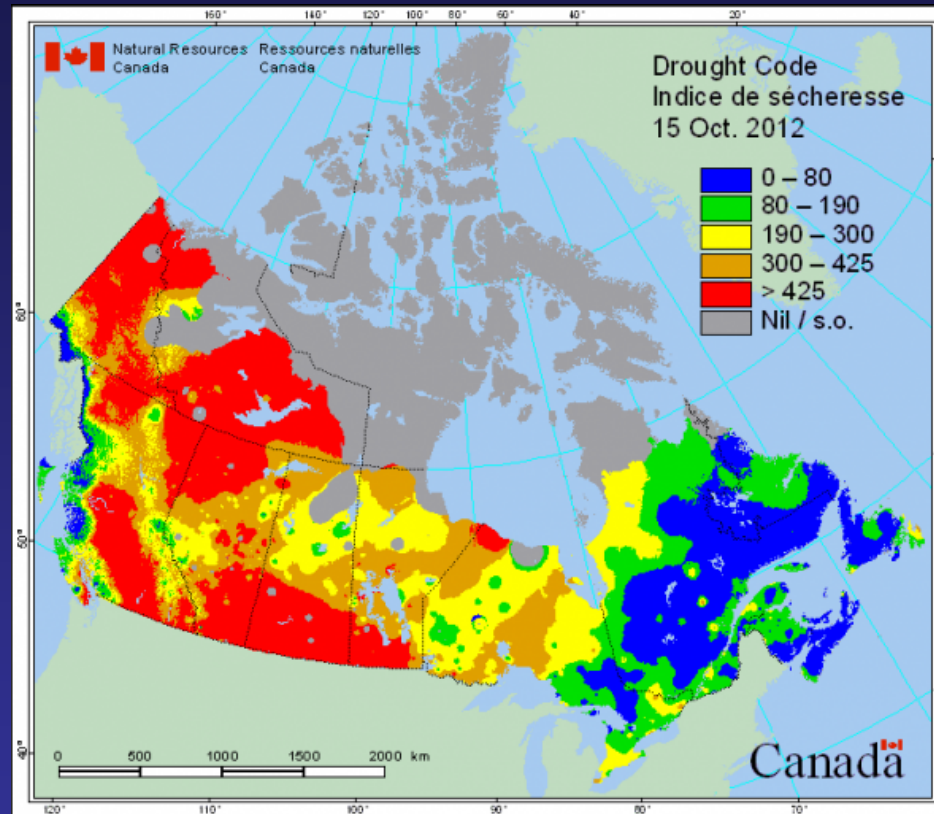 160° 140° 120° 100° 80° 60° 40° 20°
Natural Resources Ressources naturelles
Canada Canada
Drought Code
Indice de sécheresse
15 Oct. 2012
0 – 80
80 – 190
190 – 300
300 – 425
> 425
Nil / s.o.
60°
50°
40°
0 500 1000 1500 2000 km
Canada
120° 110° 100° 90° 80° 70°